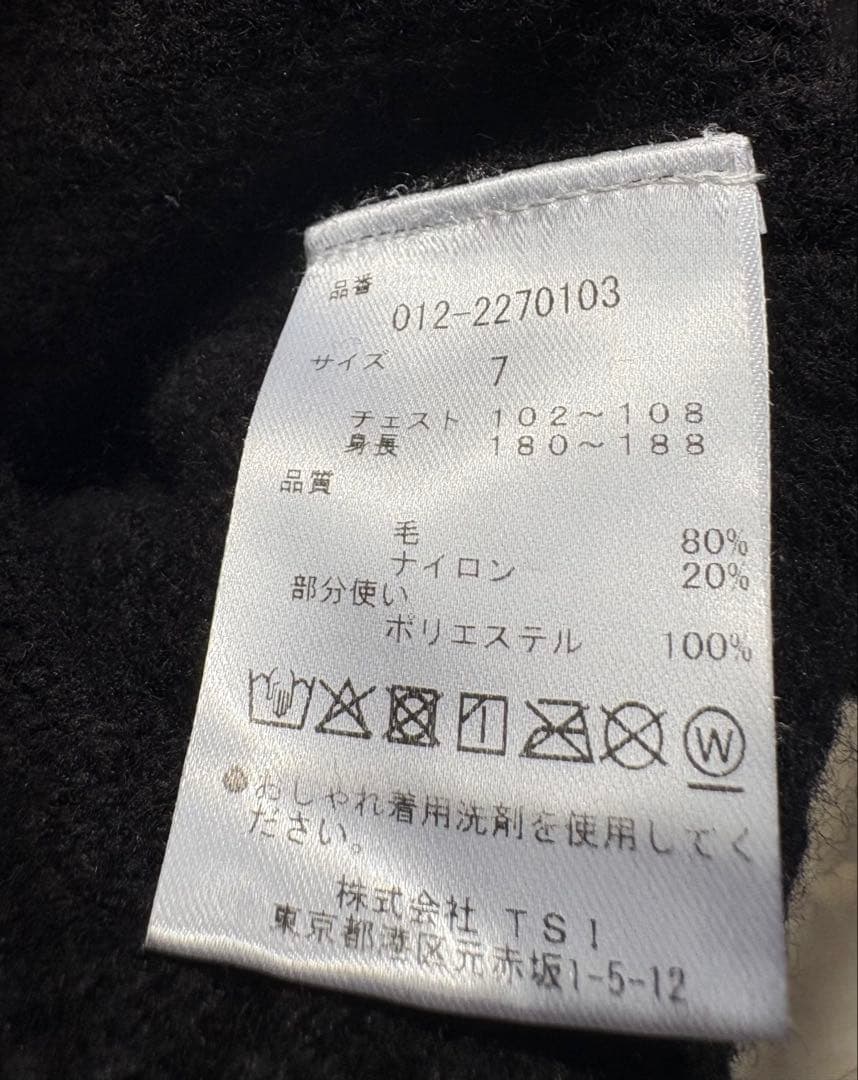 品番
012-2270103
サイズ 7
チェスト 102～108
身長 180～188
品質
毛 80%
ナイロン 20%
部分使い
ポリエステル 100%
W
●おしゃれ着用洗剤を使用してく
ださい。
株式会社 TSI
東京都港区元赤坂1-5-12